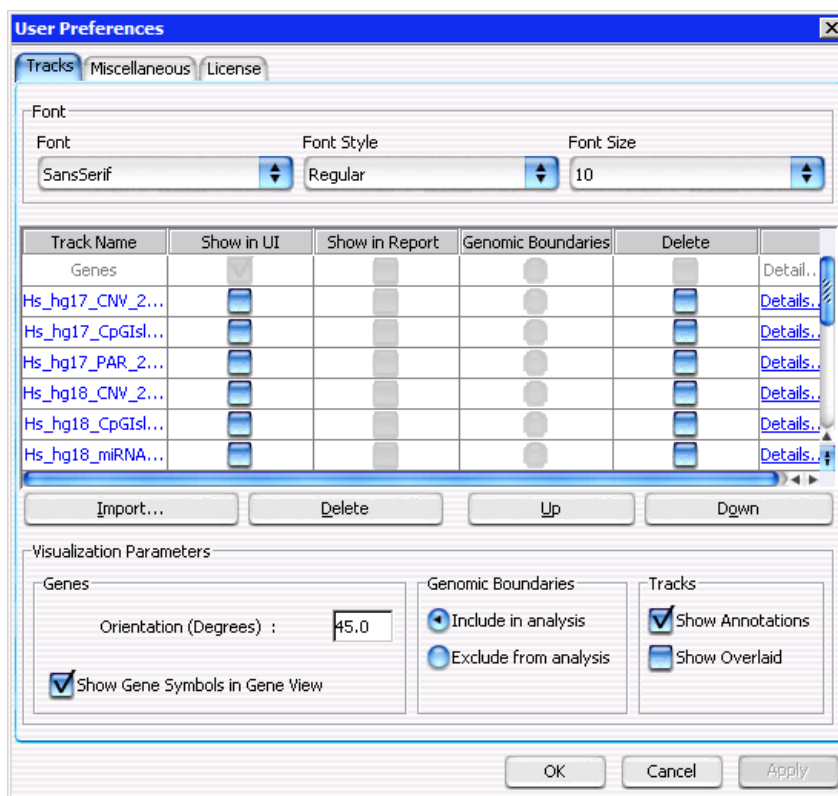 User Preferences
Tracks Miscellaneous License
Font
Font Font Style Font Size
SansSerif Regular 10
Track Name Show in UI Show in Report Genomic Boundaries Delete
Genes Detail..
Hs_hg17_CNV_2... Details..
Hs_hg17_CpGIsl... Details..
Hs_hg17_PAR_2... Details..
Hs_hg18_CNV_2... Details..
Hs_hg18_CpGIsl... Details..
Hs_hg18_miRNA... Details..
Import... Delete Up Down
Visualization Parameters
Genes Genomic Boundaries Tracks
Orientation (Degrees) : 45.0 Include in analysis Show Annotations
Exclude from analysis Show Overlaid
Show Gene Symbols in Gene View
OK Cancel Apply